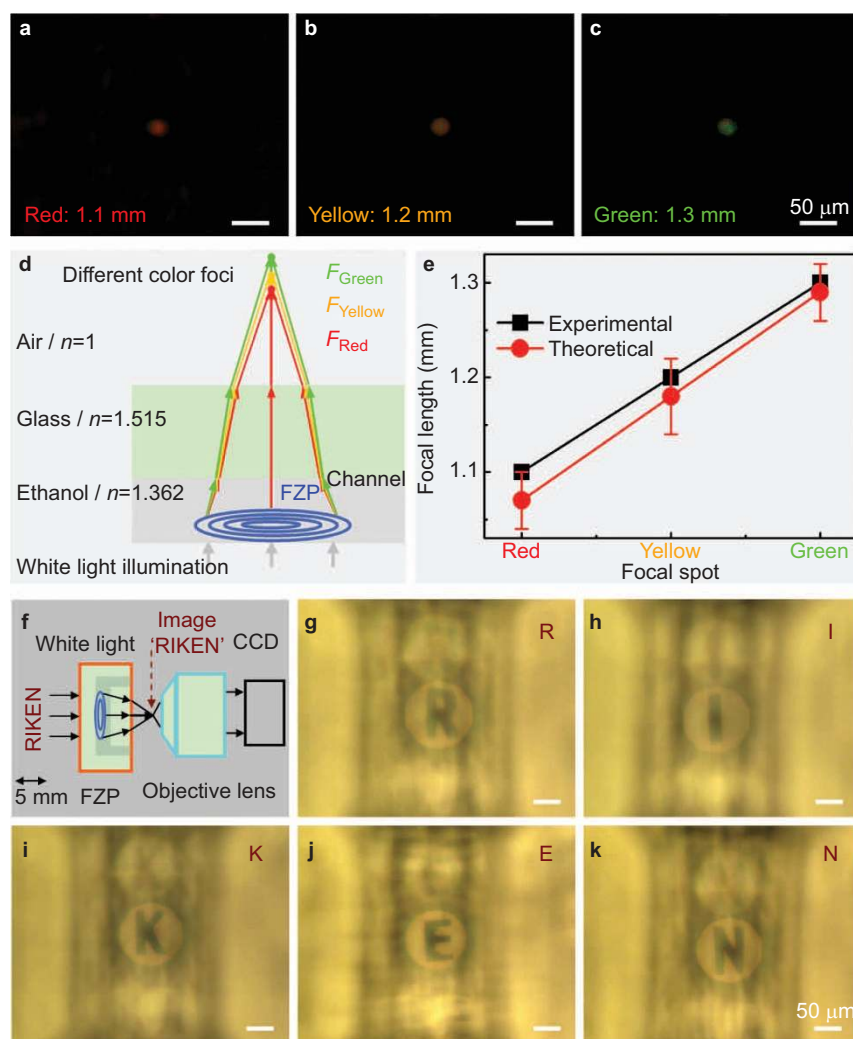 a
b
c
Red: 1.1 mm
Yellow: 1.2 mm
Green: 1.3 mm
50 μm
d
Different color foci
F Green
F Yellow
F Red
Air / n=1
Glass / n=1.515
Ethanol / n=1.362
Channel
FZP
White light illumination
e
1.3
1.2
1.1
Focal length (mm)
Experimental
Theoretical
Red
Yellow
Green
Focal spot
f
Image
'RIKEN'
White light
CCD
RIKEN
5 mm
FZP
Objective lens
g
R
R
h
I
I
i
K
K
j
E
E
k
N
N
50 μm